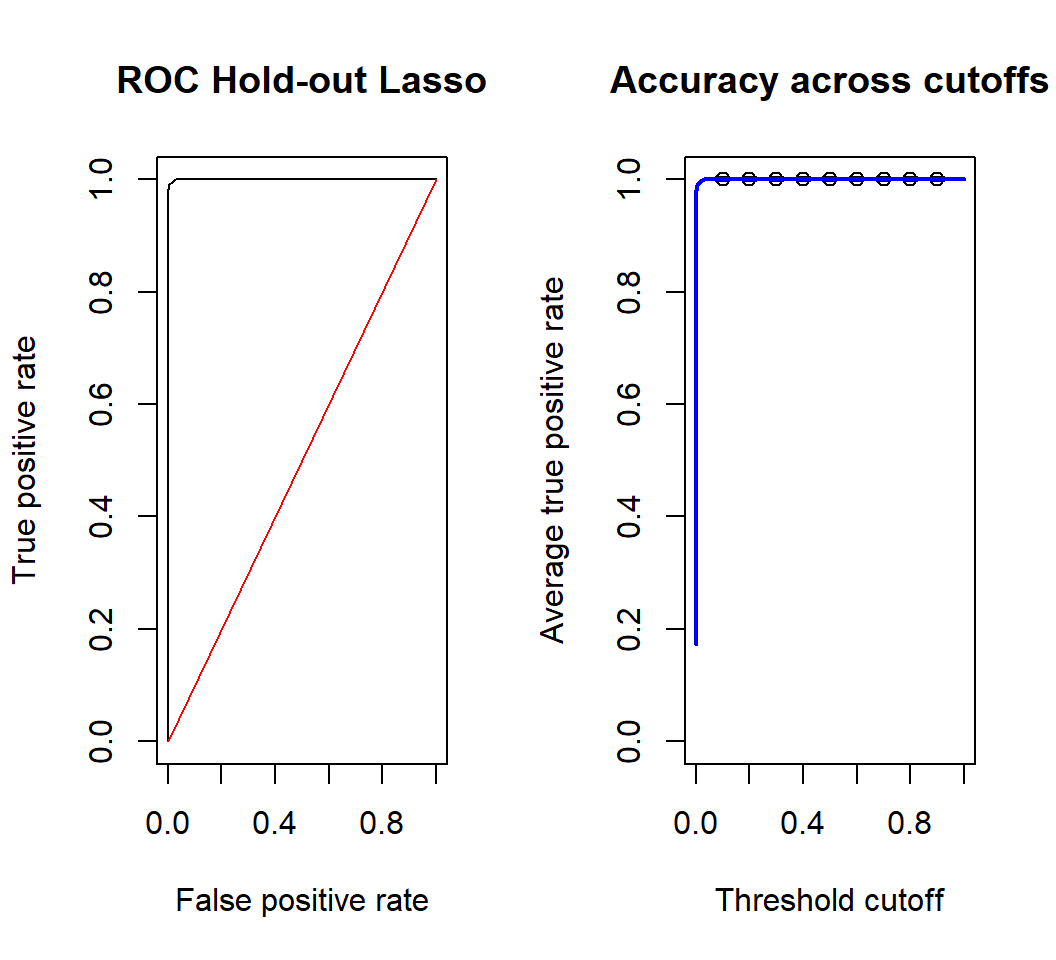 ROC Hold-out Lasso
True positive rate
1.0
0.8
0.6
0.4
0.2
0.0
0.0 0.4 0.8
False positive rate
Accuracy across cutoffs
Average true positive rate
1.0
0.8
0.6
0.4
0.2
0.0
0.0 0.4 0.8
Threshold cutoff